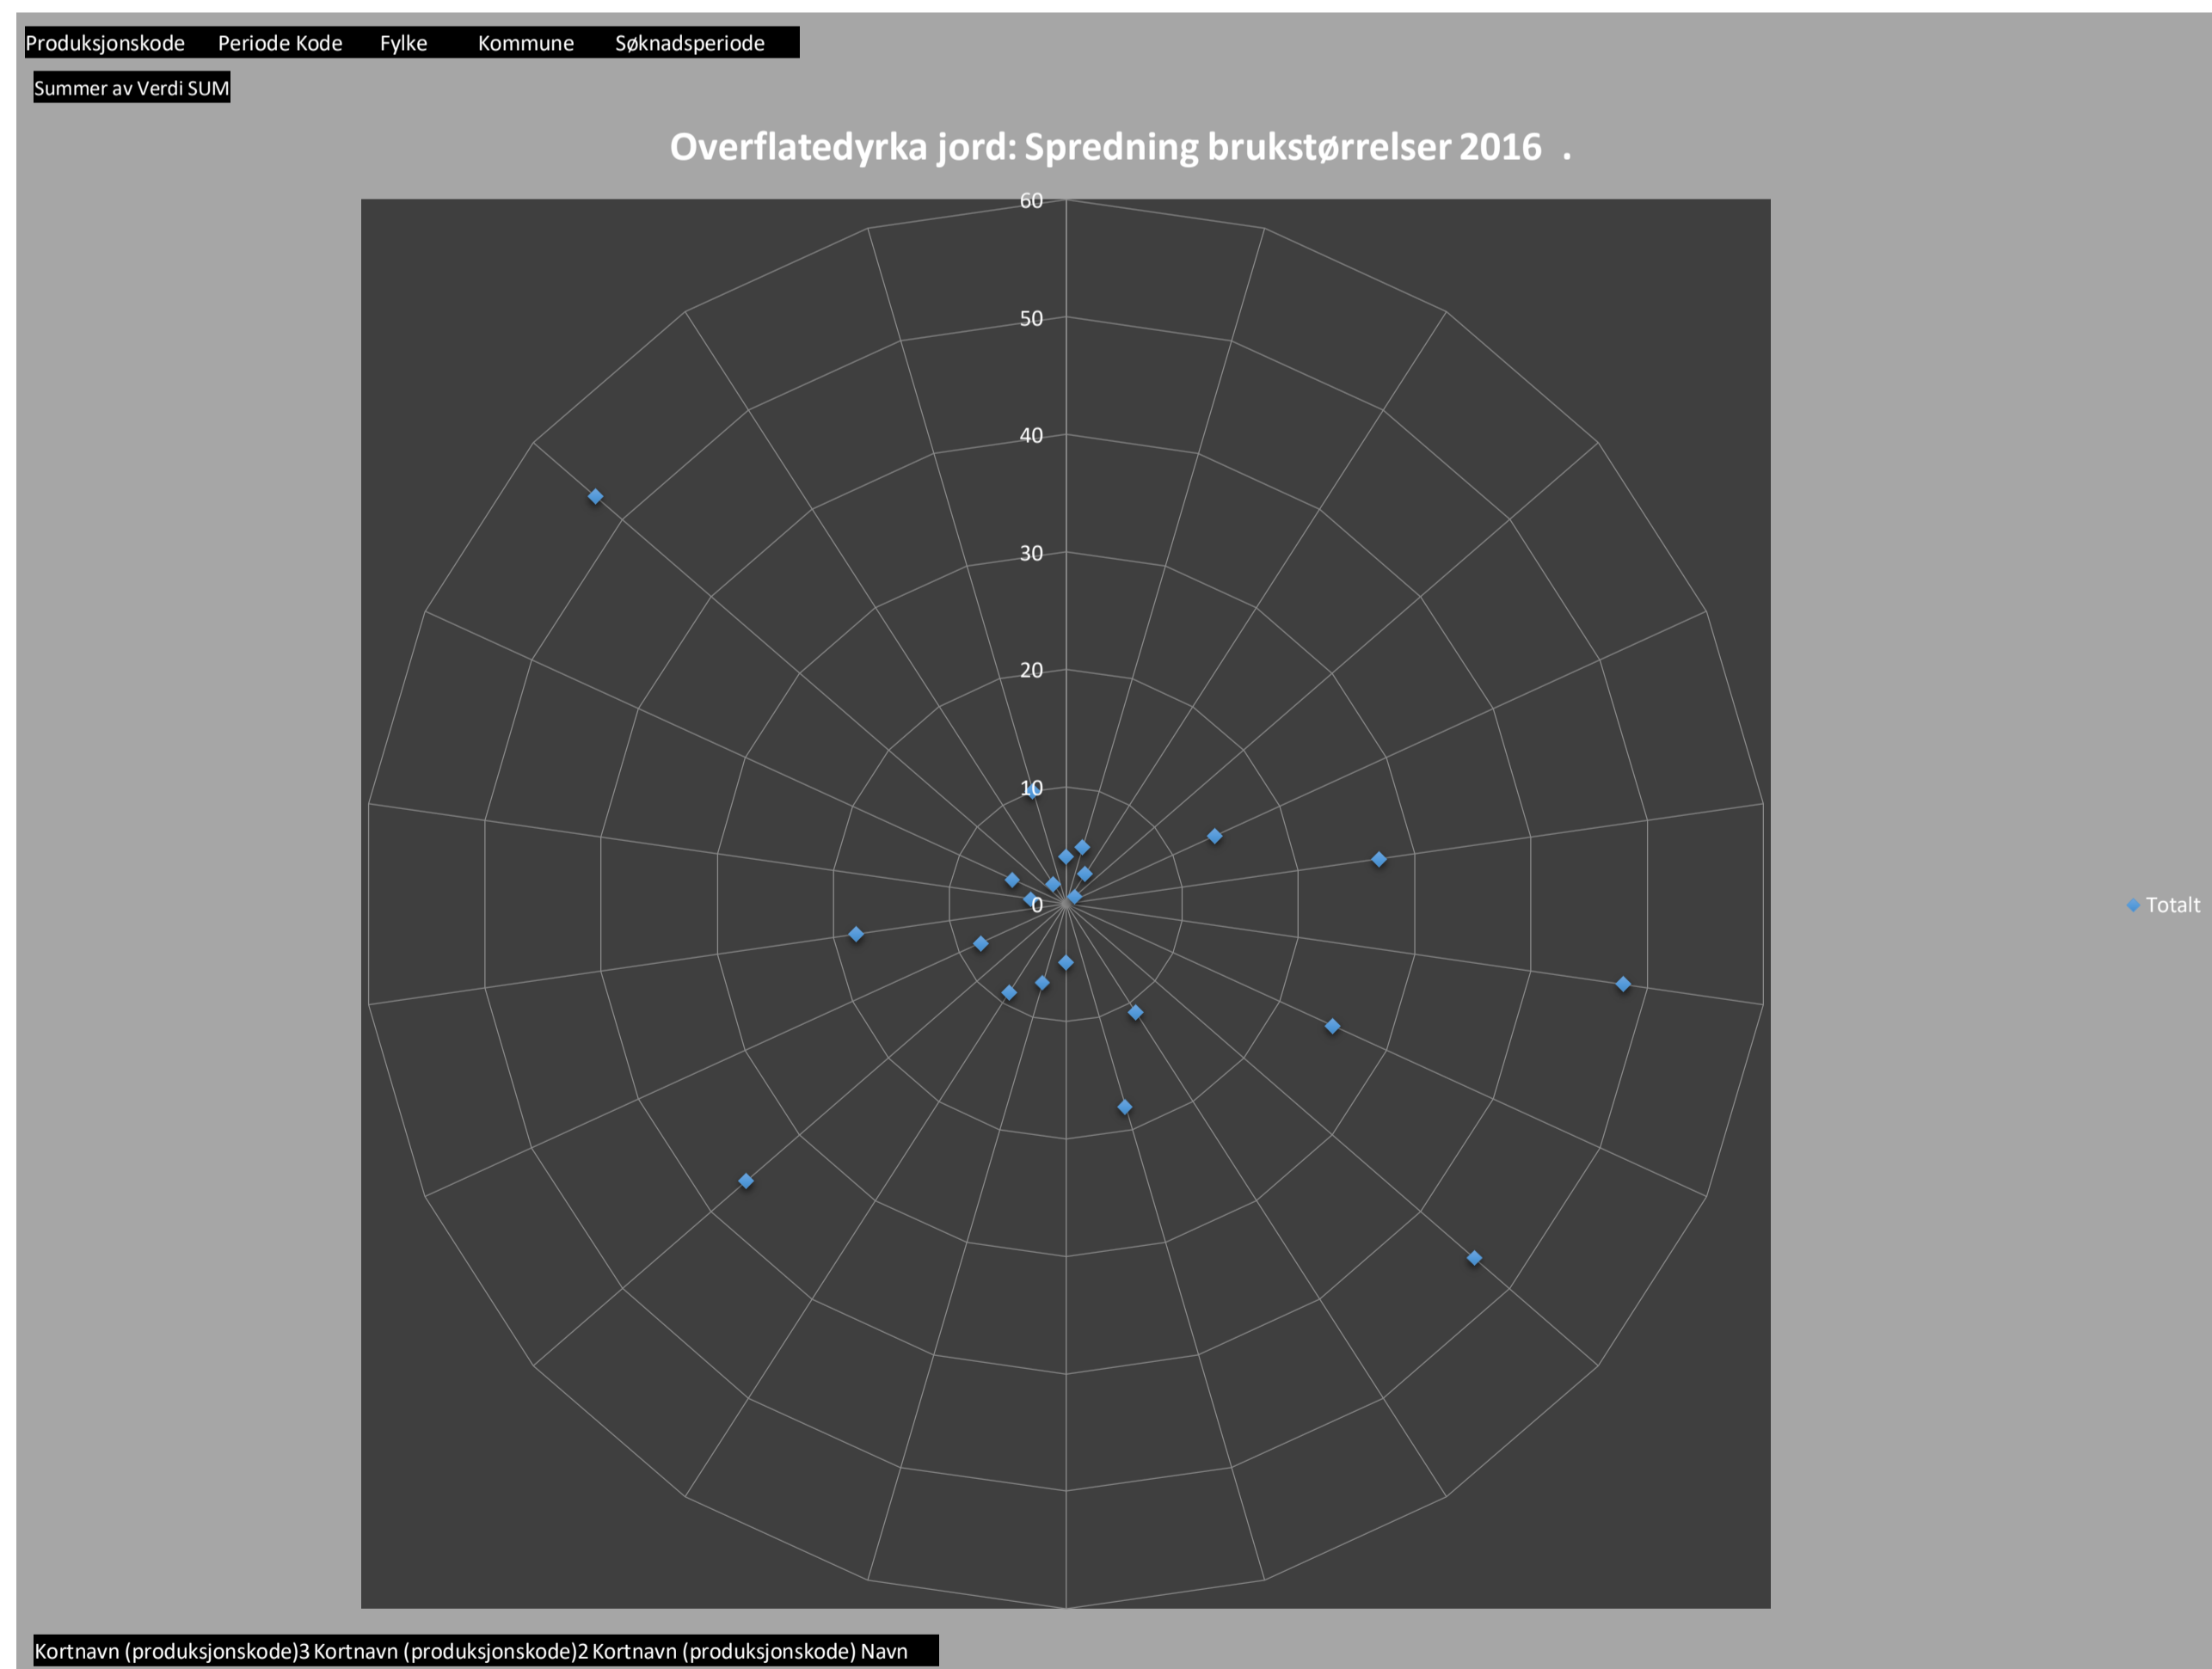 Produksjonskode Periode Kode Fylke Kommune Søknadsperiode
Summer av Verdi SUM
Overflatedyrka jord: Spredning brukstørrelser 2016 .
60
50
40
30
20
10
0
Totalt
Kortnavn (produksjonskode)3 Kortnavn (produksjonskode)2 Kortnavn (produksjonskode) Navn